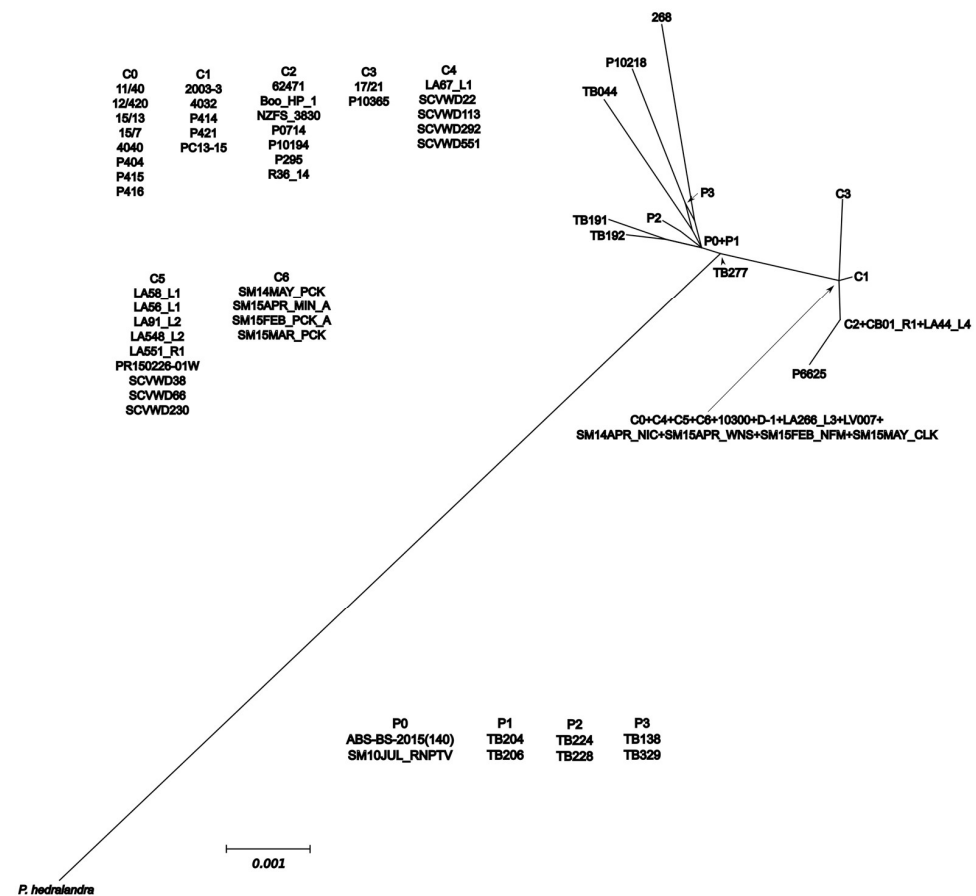 268
P10218
TB044
C0
11/40
12/420
15/13
15/7
4040
P404
P415
P416
C1
2003-3
4032
P414
P421
PC13-15
C2
62471
Boo_HP_1
NZFS_3830
P0714
P10194
P295
R36_14
C3
17/21
P10365
C4
LA67_L1
SCVWD22
SCVWD113
SCVWD292
SCVWD551
P3
C3
P2
TB191
TB192
P0+P1
TB277
C1
C5
LA58_L1
LA56_L1
LA91_L2
LA548_L2
LA551_R1
PR150226-01W
SCVWD38
SCVWD66
SCVWD230
C6
SM14MAY_PCK
SM15APR_MIN_A
SM15FEB_PCK_A
SM15MAR_PCK
C2+CB01_R1+LA44_L4
P6625
C0+C4+C5+C6+10300+D-1+LA266_L3+LV007+
SM14APR_NIC+SM15APR_WNS+SM15FEB_NFM+SM15MAY_CLK
P0
ABS-BS-2015(140)
SM10JUL_RNPTV
P1
TB204
TB206
P2
TB224
TB228
P3
TB138
TB329
0.001
P. hedralandra